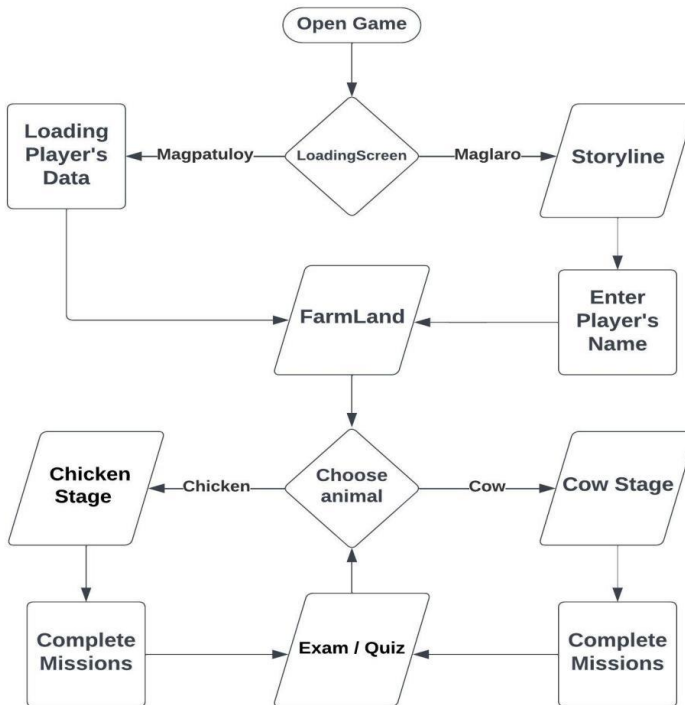 Open Game
Loading
Player's
Data
Magpatuloy
LoadingScreen
Maglaro
Storyline
FarmLand
Enter
Player's
Name
Chicken
Stage
Chicken
Choose
animal
Cow
Cow Stage
Complete
Missions
Exam / Quiz
Complete
Missions